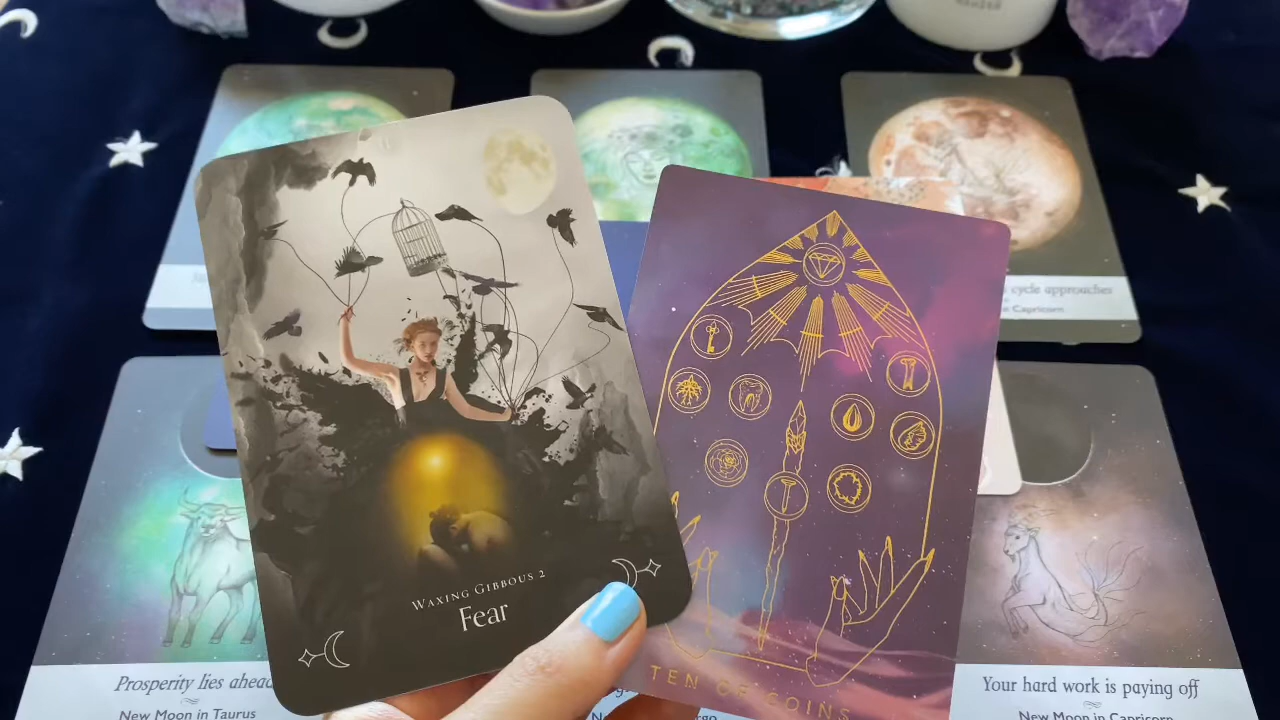 cycle approaches
Capricorn
WAXING GIBBOUS 2
Fear
TEN OF COINS
Prosperity lies ahead
New Moon in Taurus
Your hard work is paying off
New Moon in Capricorn